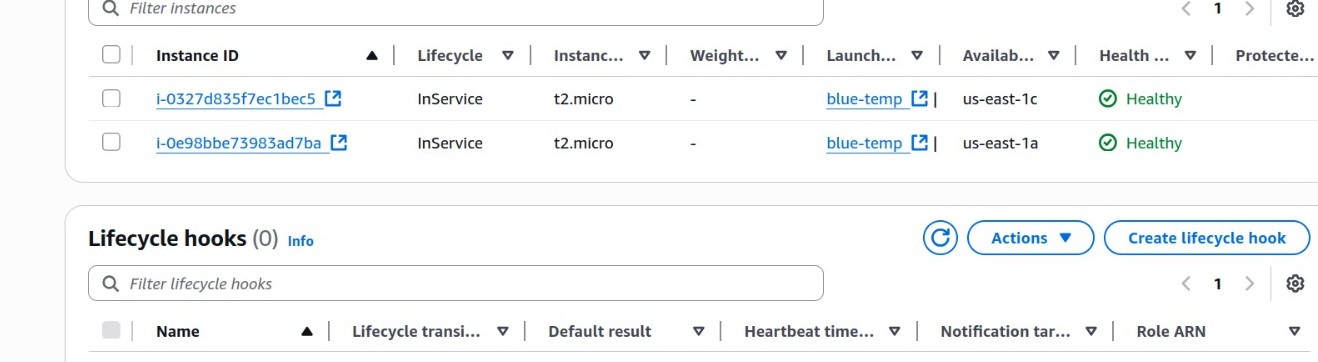 Filter instances 1
Instance ID Lifecycle Instanc... Weight... Launch... Availab... Health ... Protecte...
i-0327d835f7ec1bec5 InService t2.micro - blue-temp | us-east-1c Healthy
i-0e98bbe73983ad7ba InService t2.micro - blue-temp | us-east-1a Healthy
Lifecycle hooks (0) Info Actions Create lifecycle hook
Filter lifecycle hooks 1
Name Lifecycle transi... Default result Heartbeat time... Notification tar... Role ARN